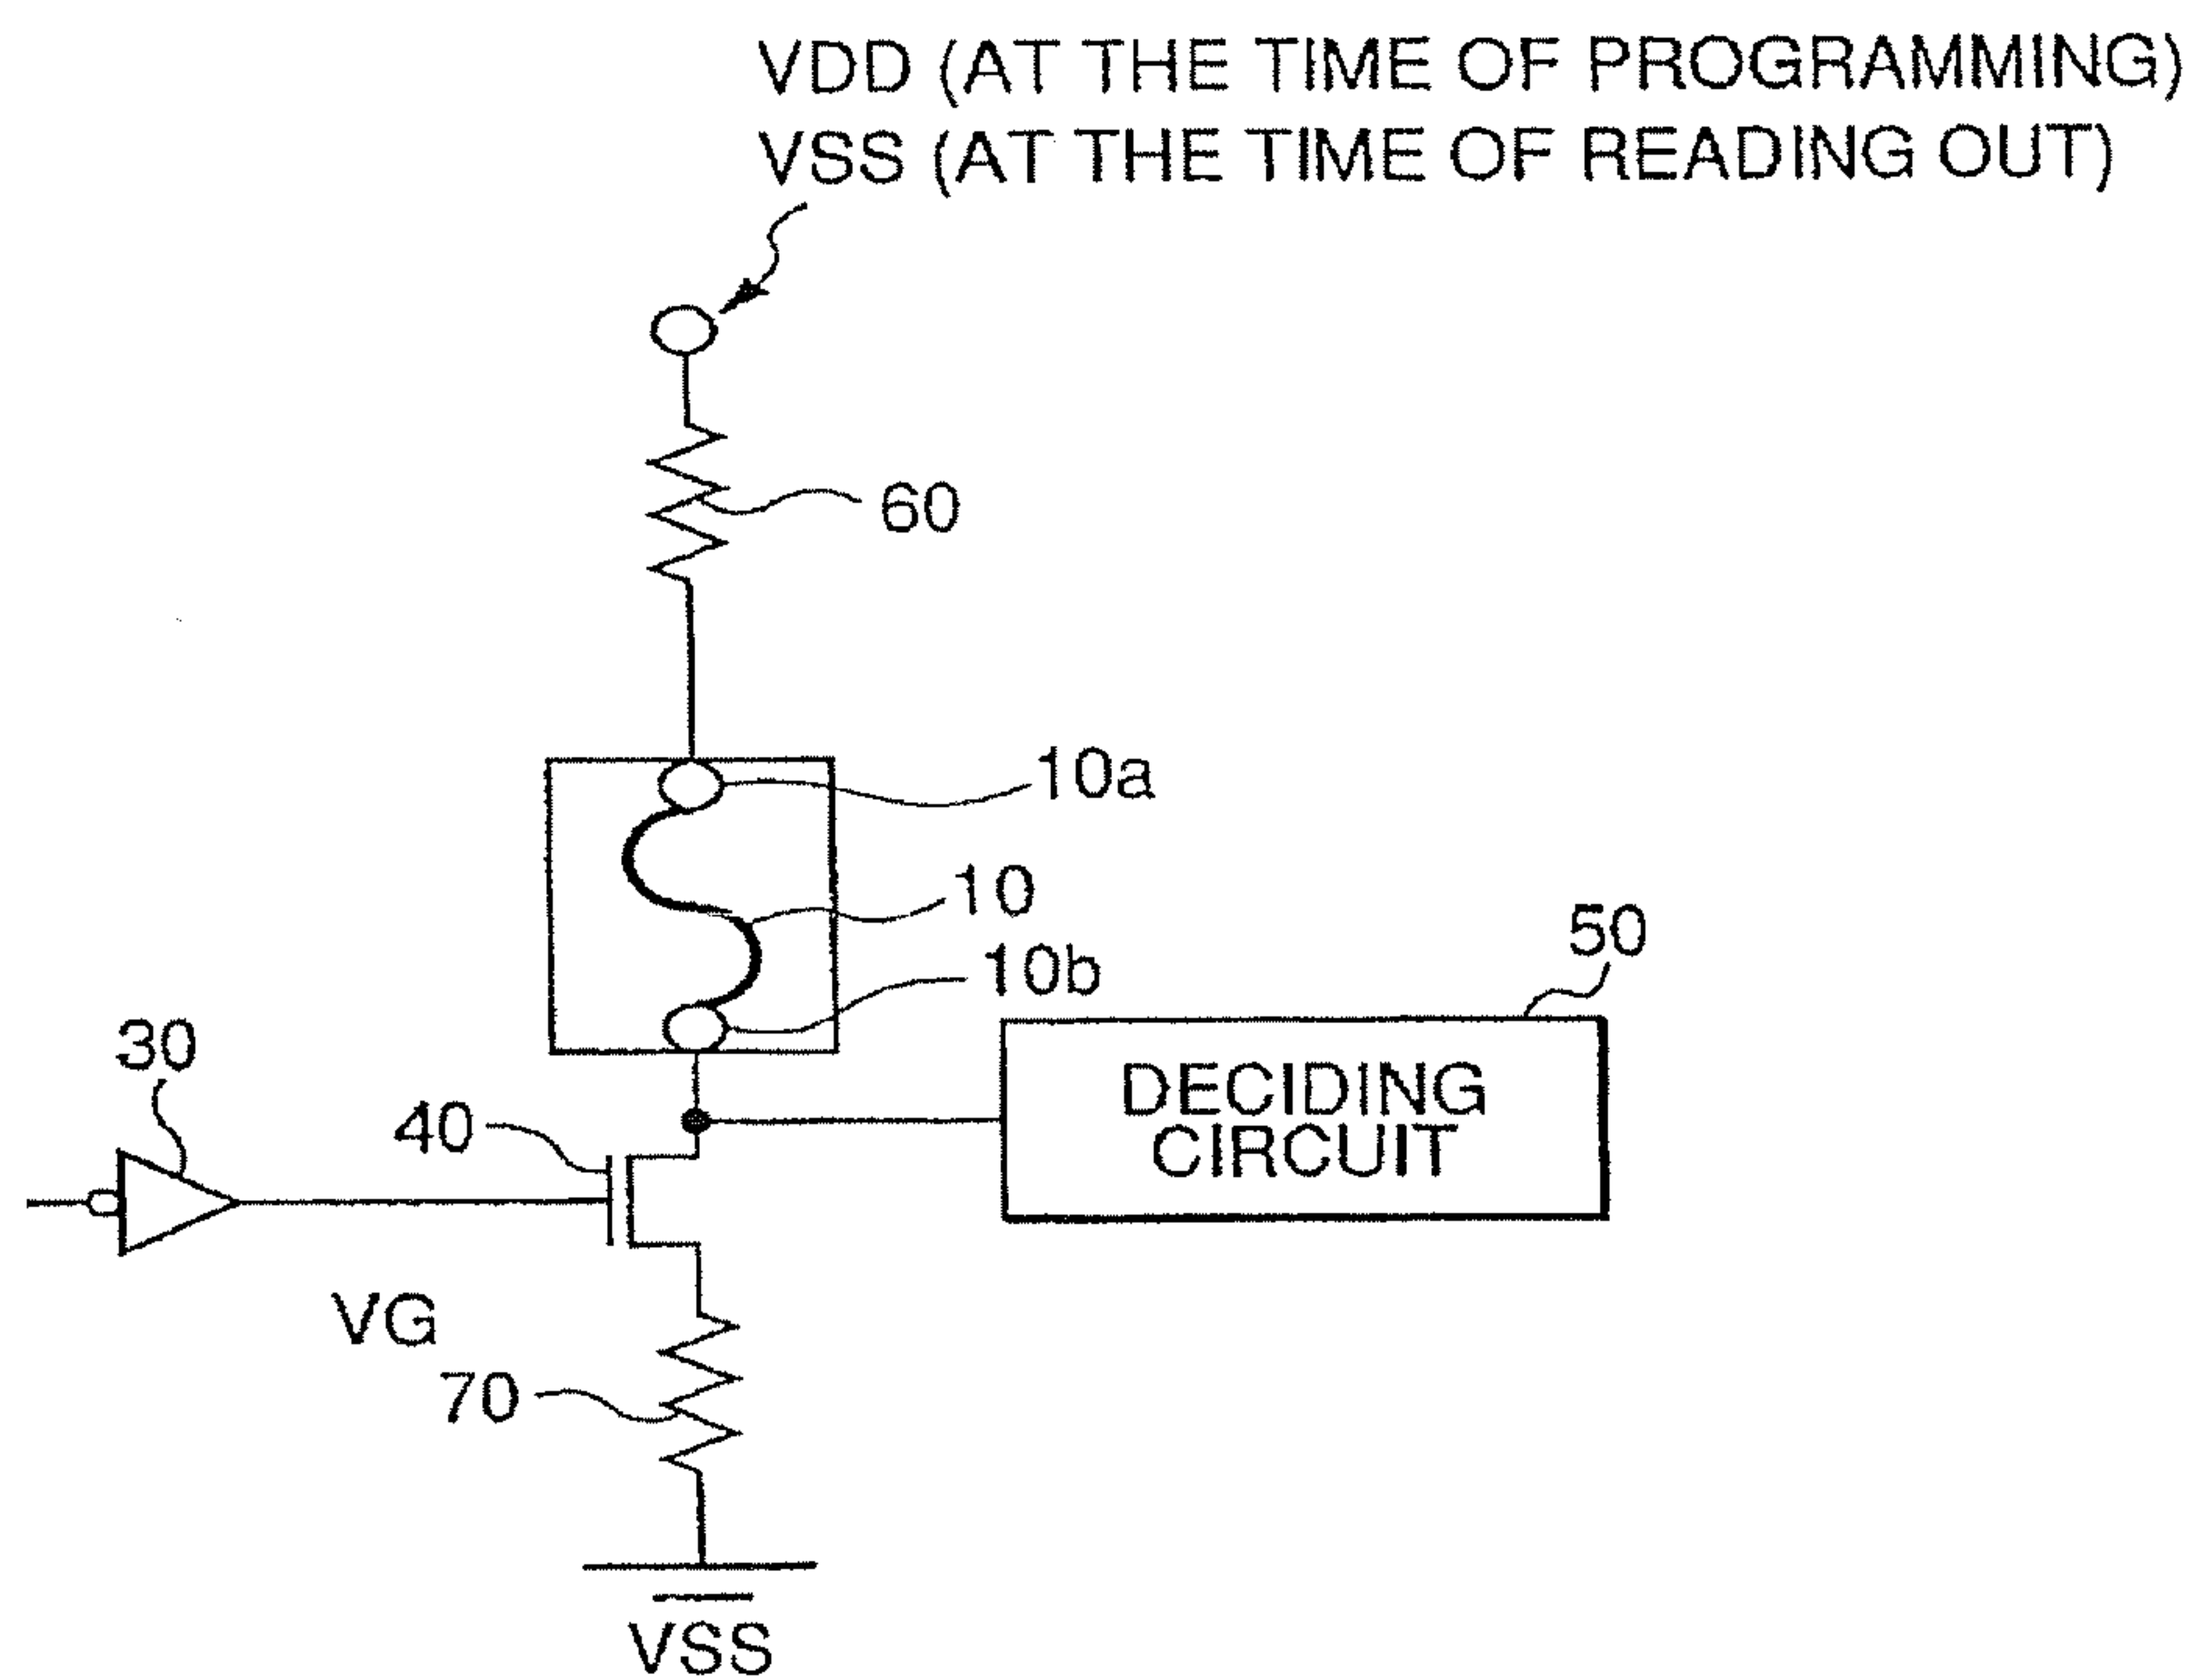 VDD (AT THE TIME OF PROGRAMMING)
VSS (AT THE TIME OF READING OUT)
60
10a
10
10b
50
DECIDING
CIRCUIT
30
40
VG
70
VSS